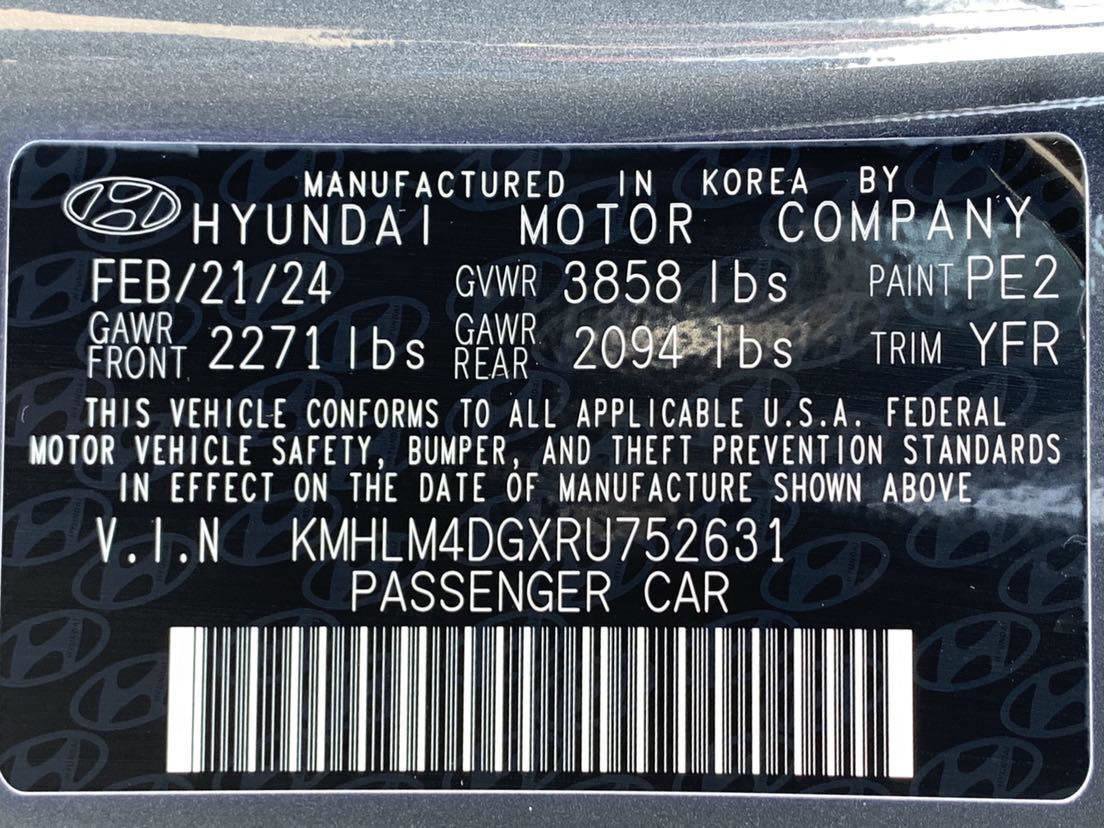 MANUFACTURED IN KOREA BY
HYUNDAI MOTOR COMPANY
FEB/21/24 GVWR 3858 lbs PAINT PE2
GAWR FRONT 2271 lbs GAWR REAR 2094 lbs TRIM YFR
THIS VEHICLE CONFORMS TO ALL APPLICABLE U.S.A. FEDERAL
MOTOR VEHICLE SAFETY, BUMPER, AND THEFT PREVENTION STANDARDS
IN EFFECT ON THE DATE OF MANUFACTURE SHOWN ABOVE
V.I.N KMHLM4DGXRU752631
PASSENGER CAR